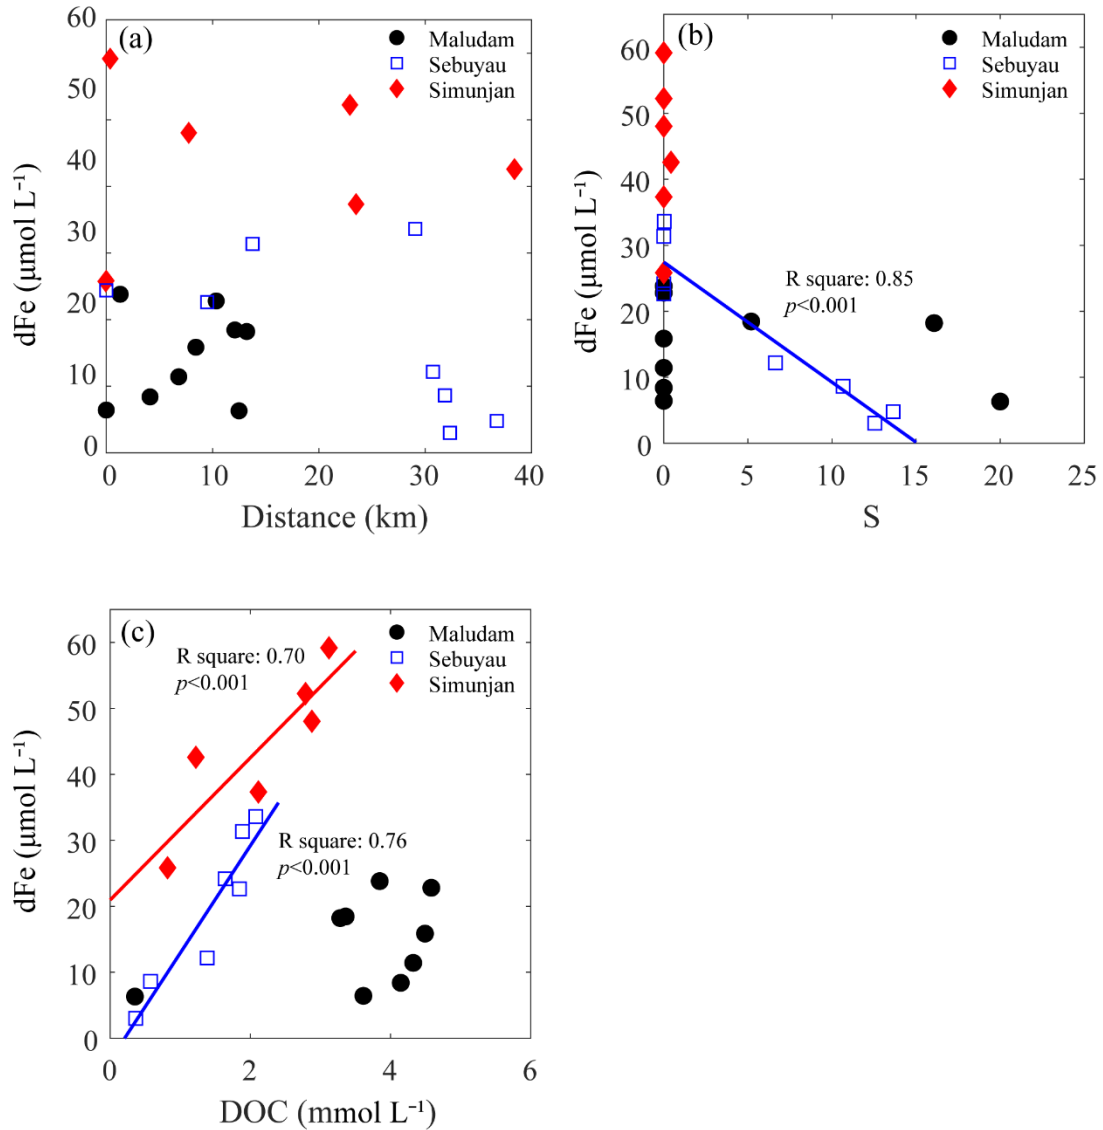 (a)
Maludam
Sebuyau
Simunjan
60
50
40
30
20
10
0
dFe (μmol L⁻¹)
0 10 20 30 40
Distance (km)
(b)
Maludam
Sebuyau
Simunjan
60
50
40
30
20
10
0
dFe (μmol L⁻¹)
R square: 0.85
p<0.001
0 5 10 15 20 25
S
(c)
Maludam
Sebuyau
Simunjan
60
50
40
30
20
10
0
dFe (μmol L⁻¹)
R square: 0.70
p<0.001
R square: 0.76
p<0.001
0 2 4 6
DOC (mmol L⁻¹)